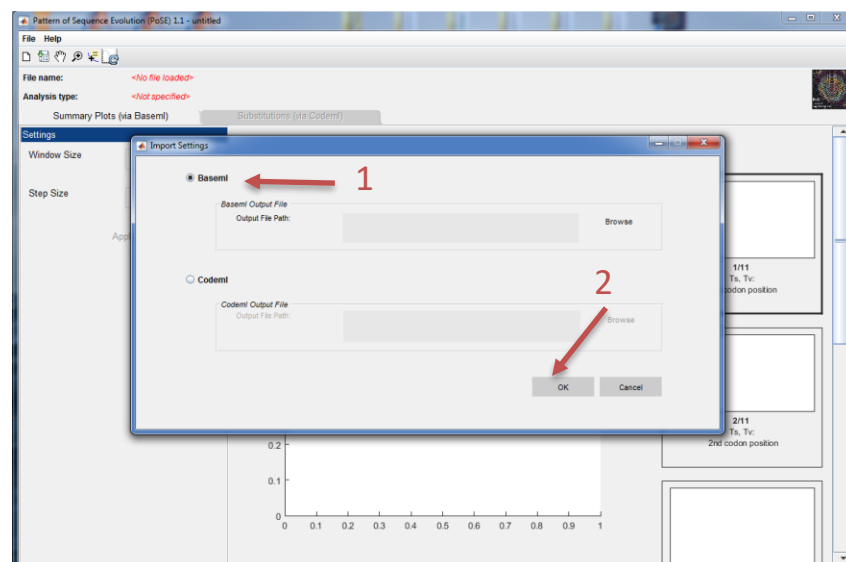 Pattern of Sequence Evolution (PoSE) 1.1 - untitled
File Help
File name: <No file loaded>
Analysis type: <Not specified>
Summary Plots (via Baseml) Substitutions (via Codeml)
Settings
Import Settings
Window Size
Step Size
Baseml
1
Baseml Output File
Output File Path: Browse
Codeml
2
Codeml Output File
Output File Path: Browse
OK Cancel
1/11
Ts, Tv:
codon position
2/11
Ts, Tv:
2nd codon position
0.2
0.1
0
0 0.1 0.2 0.3 0.4 0.5 0.6 0.7 0.8 0.9 1